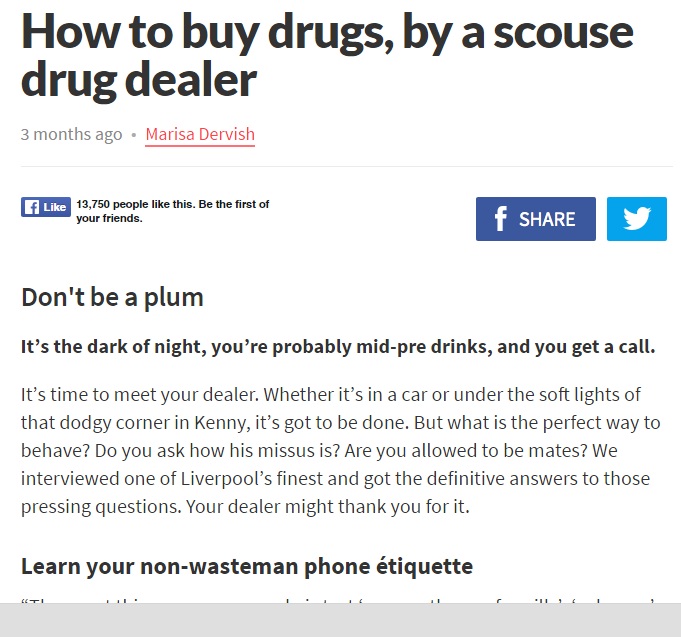 How to buy drugs, by a scouse
drug dealer
3 months ago • Marisa Dervish
Like
13,750 people like this. Be the first of
your friends.
SHARE
Don't be a plum
It’s the dark of night, you’re probably mid-pre drinks, and you get a call.
It’s time to meet your dealer. Whether it’s in a car or under the soft lights of
that dodgy corner in Kenny, it’s got to be done. But what is the perfect way to
behave? Do you ask how his missus is? Are you allowed to be mates? We
interviewed one of Liverpool’s finest and got the definitive answers to those
pressing questions. Your dealer might thank you for it.
Learn your non-wasteman phone étiquette